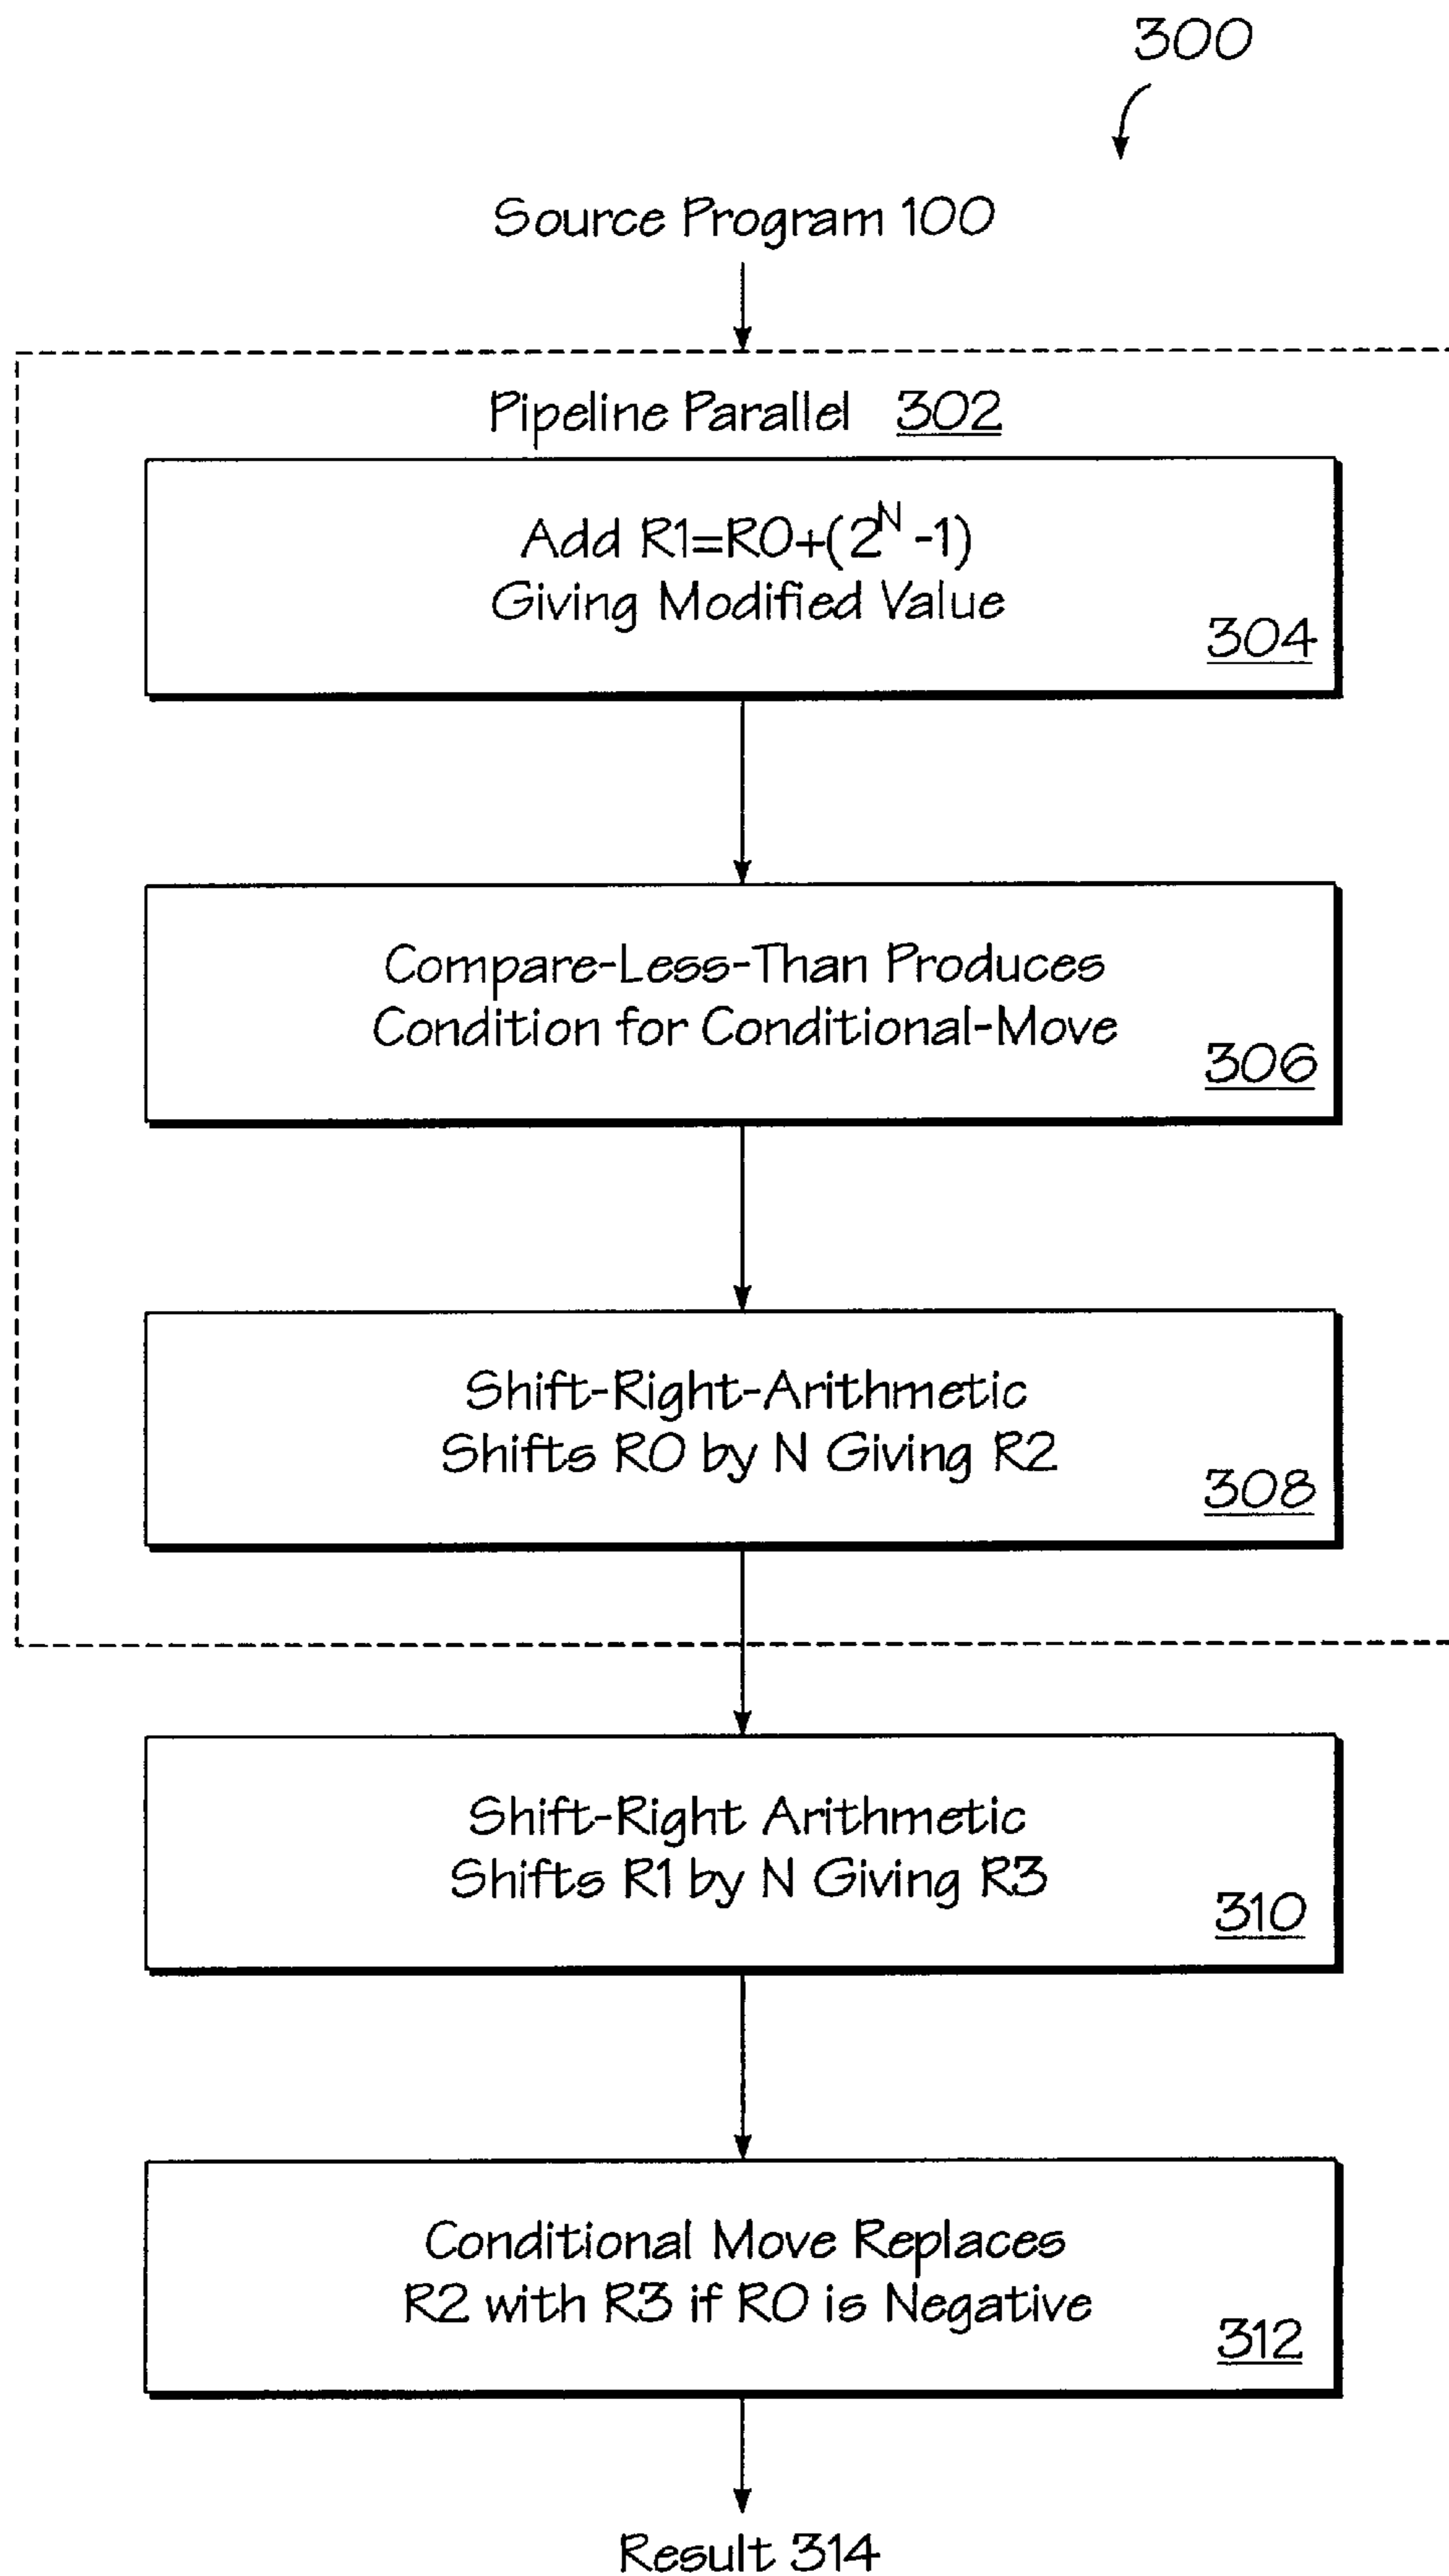 300
Source Program 100
Pipeline Parallel 302
Add R1=R0+(2^N -1)
Giving Modified Value
304
Compare-Less-Than Produces
Condition for Conditional-Move
306
Shift-Right-Arithmetic
Shifts R0 by N Giving R2
308
Shift-Right Arithmetic
Shifts R1 by N Giving R3
310
Conditional Move Replaces
R2 with R3 if R0 is Negative
312
Result 314